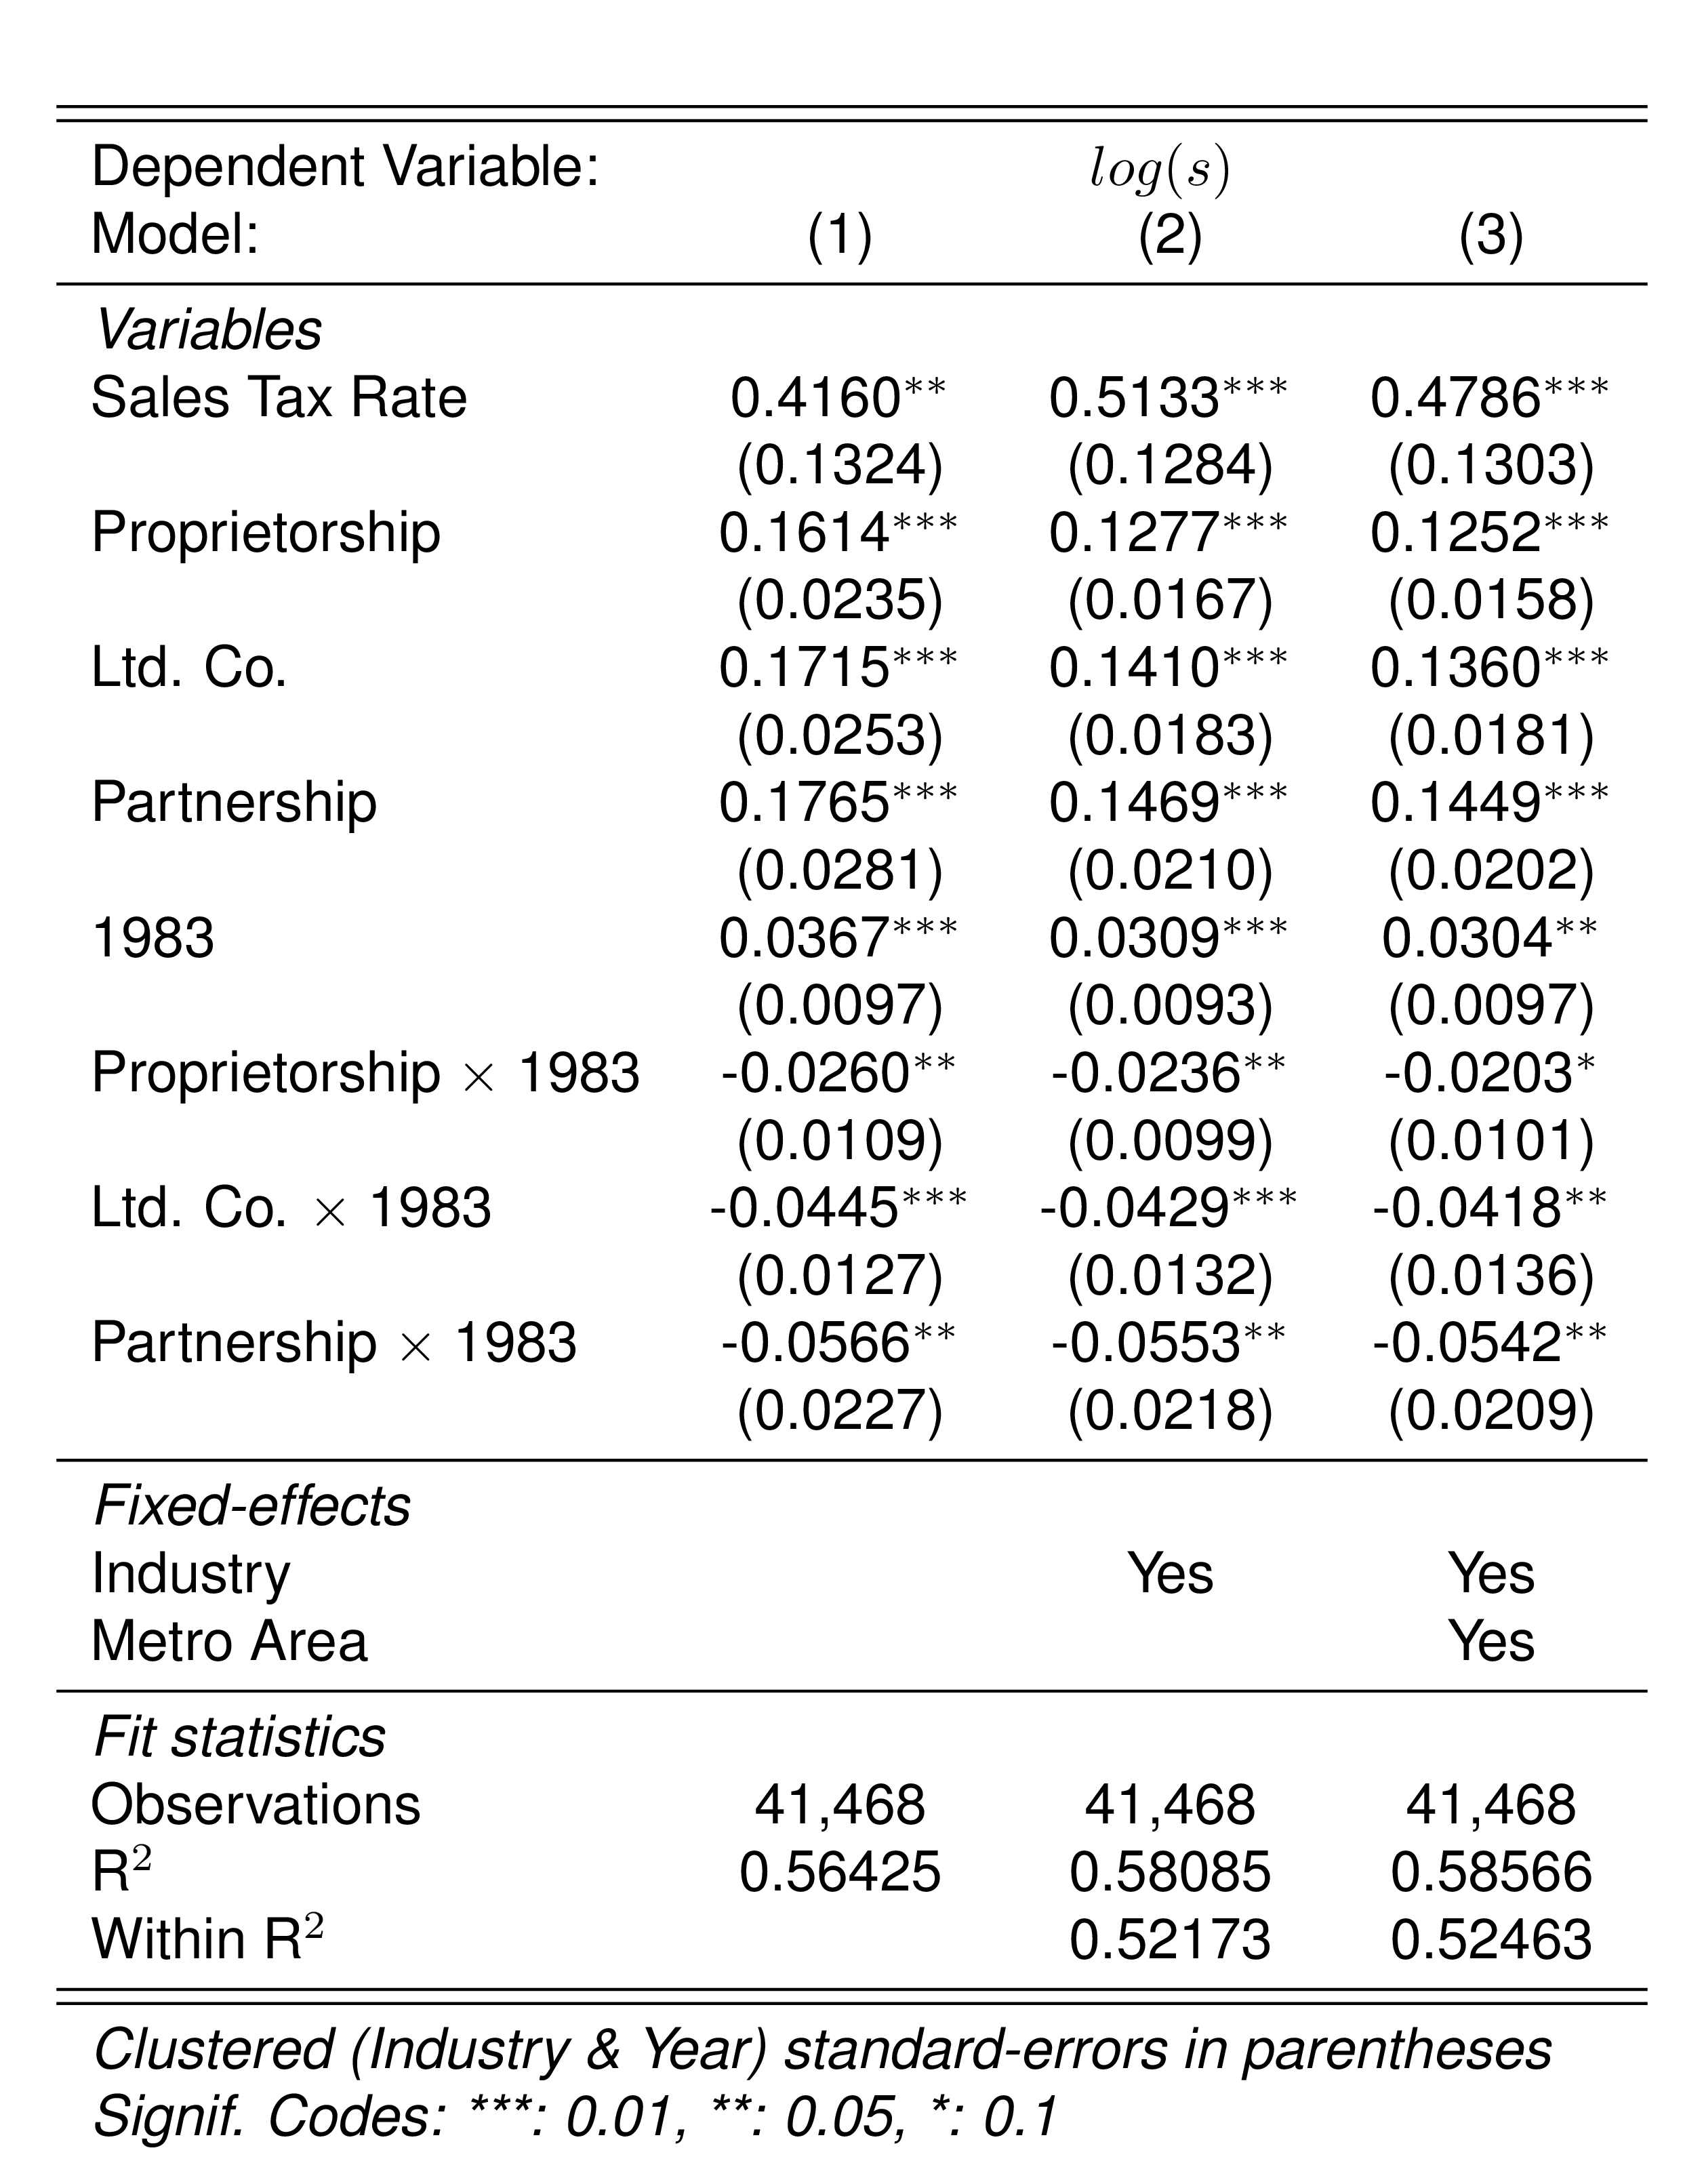 Dependent Variable: log(s)
Model: (1) (2) (3)
Variables
Sales Tax Rate 0.4160** 0.5133*** 0.4786***
(0.1324) (0.1284) (0.1303)
Proprietorship 0.1614*** 0.1277*** 0.1252***
(0.0235) (0.0167) (0.0158)
Ltd. Co. 0.1715*** 0.1410*** 0.1360***
(0.0253) (0.0183) (0.0181)
Partnership 0.1765*** 0.1469*** 0.1449***
(0.0281) (0.0210) (0.0202)
1983 0.0367*** 0.0309*** 0.0304**
(0.0097) (0.0093) (0.0097)
Proprietorship × 1983 -0.0260** -0.0236** -0.0203*
(0.0109) (0.0099) (0.0101)
Ltd. Co. × 1983 -0.0445*** -0.0429*** -0.0418**
(0.0127) (0.0132) (0.0136)
Partnership × 1983 -0.0566** -0.0553** -0.0542**
(0.0227) (0.0218) (0.0209)
Fixed-effects
Industry Yes Yes
Metro Area Yes
Fit statistics
Observations 41,468 41,468 41,468
R² 0.56425 0.58085 0.58566
Within R² 0.52173 0.52463
Clustered (Industry & Year) standard-errors in parentheses
Signif. Codes: ***: 0.01, **: 0.05, *: 0.1